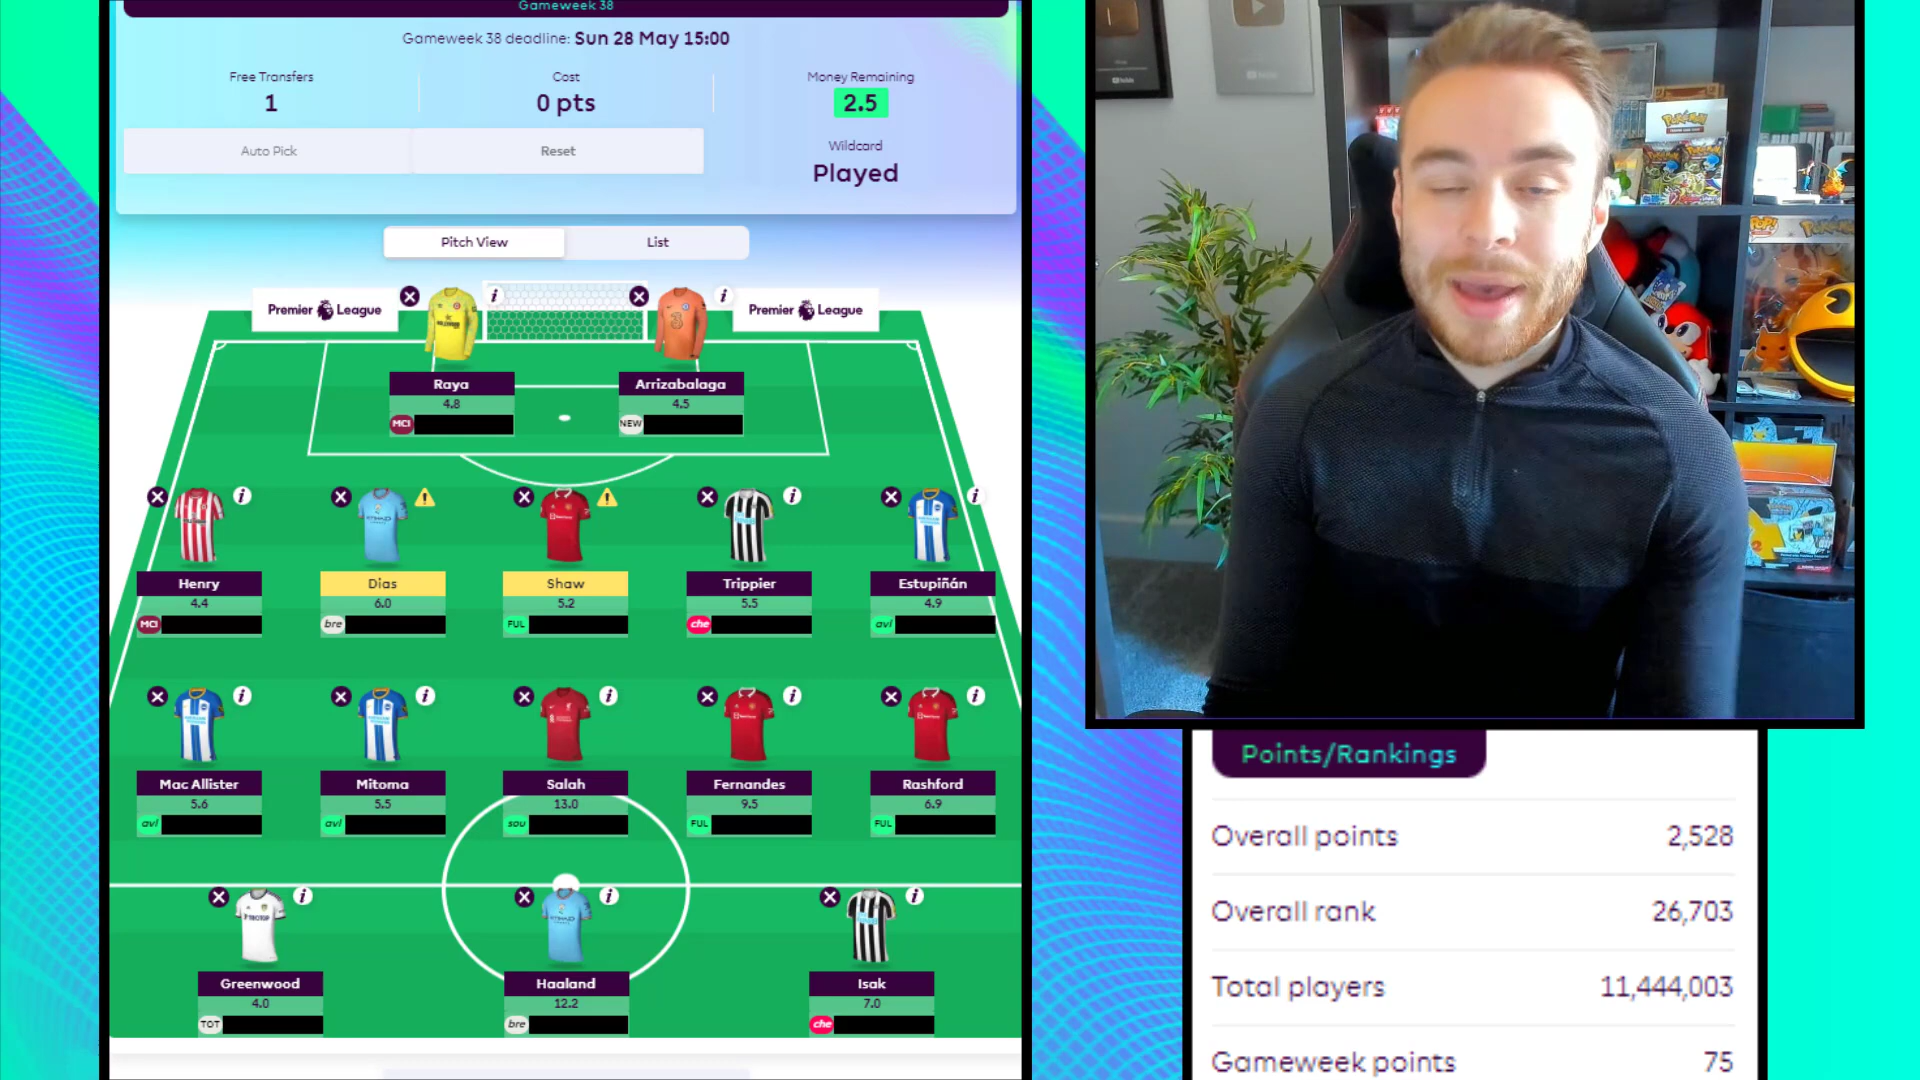 Gameweek 38
Gameweek 38 deadline: Sun 28 May 15:00
Free Transfers
1
Cost
0 pts
Money Remaining
2.5
Auto Pick
Reset
Wildcard
Played
Pitch View
List
Premier League
Premier League
Raya
4.8
MCI
Arrizabalaga
4.5
NEW
Henry
4.4
MCI
Dias
6.0
bre
Shaw
5.2
FUL
Trippier
5.5
che
Estupiñán
4.9
avl
Mac Allister
5.6
avl
Mitoma
5.5
avl
Salah
13.0
sou
Fernandes
9.5
FUL
Rashford
6.9
FUL
Greenwood
4.0
TOT
Haaland
12.2
bre
Isak
7.0
che
Points/Rankings
Overall points 2,528
Overall rank 26,703
Total players 11,444,003
Gameweek points 75
Pokémon
POP!